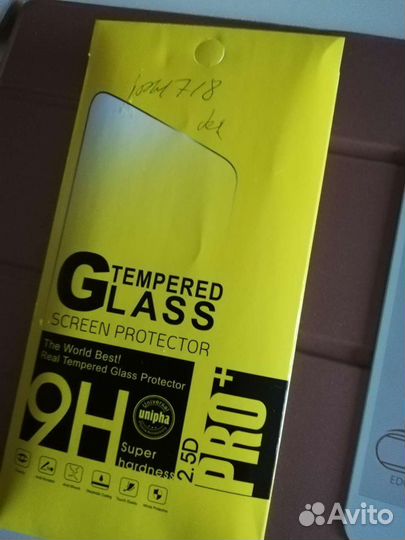 TEMPERED
GLASS
SCREEN PROTECTOR
The World Best!
Real Tempered Glass Protector
9H
Universal
unipha
Super
hardness
2.5D
PRO+
Avito